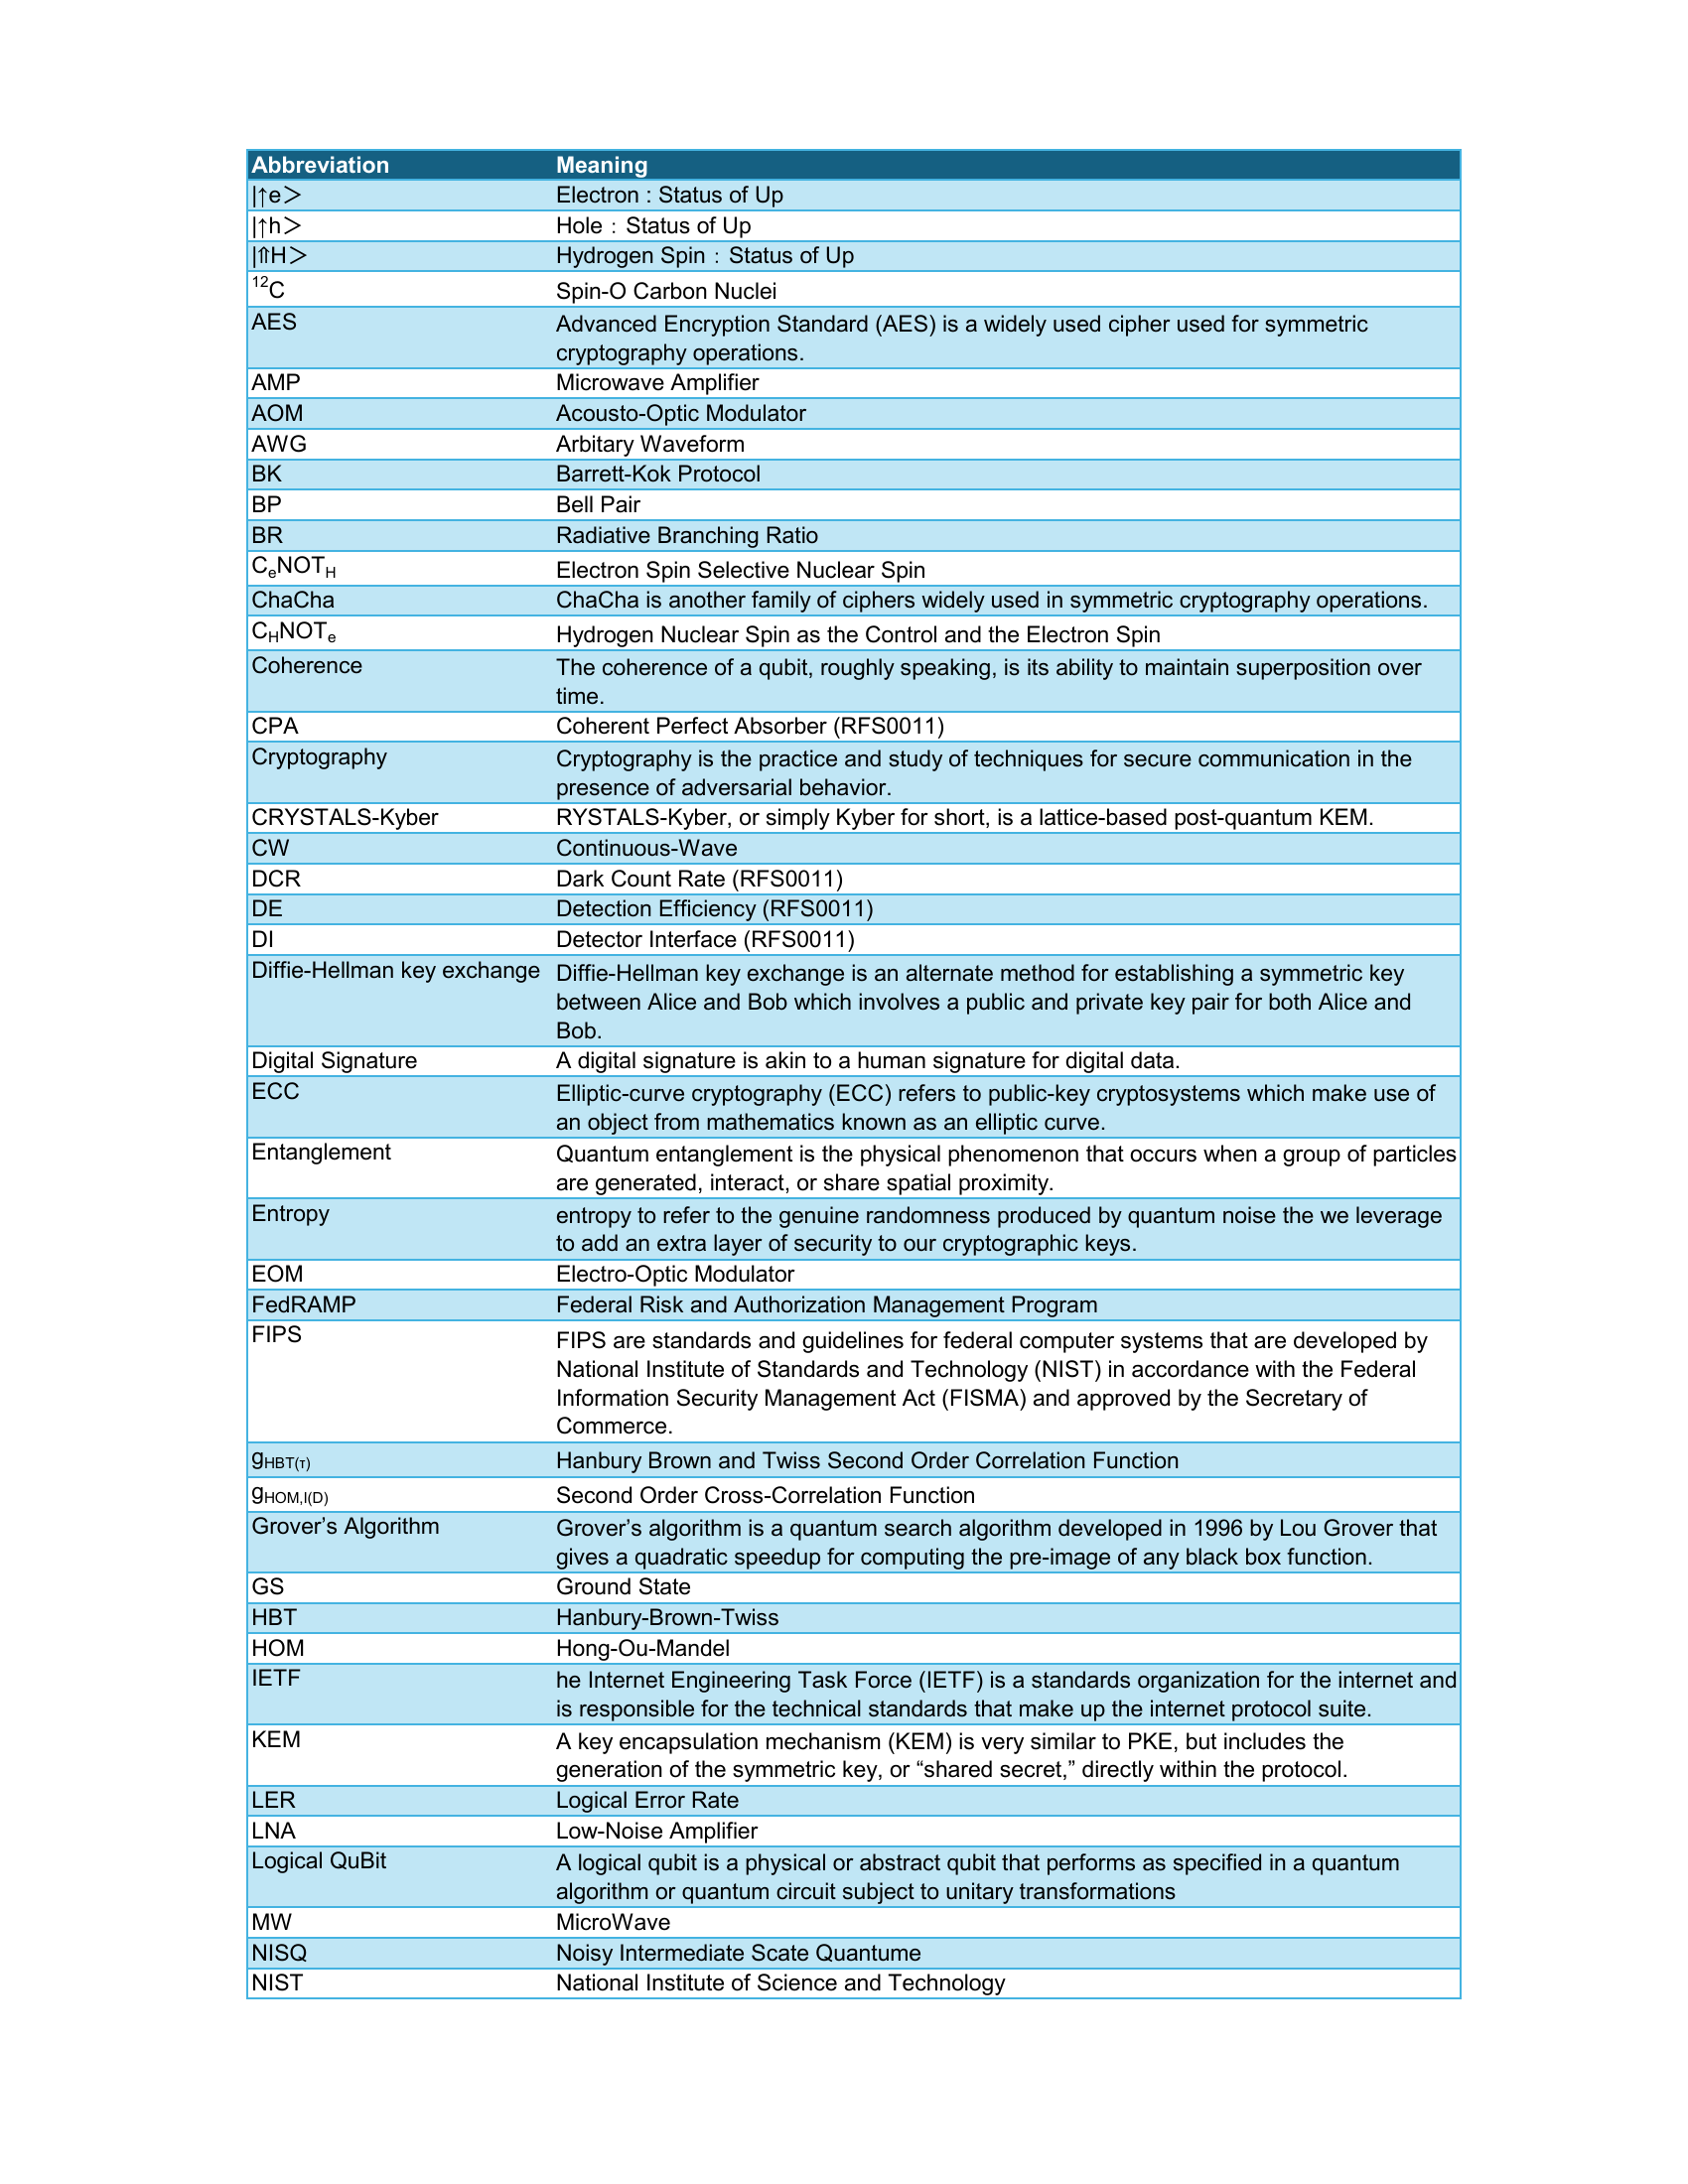 Abbreviation Meaning
|↑e＞ Electron : Status of Up
|↑h＞ Hole：Status of Up
|⇑H＞ Hydrogen Spin：Status of Up
¹²C Spin-O Carbon Nuclei
AES Advanced Encryption Standard (AES) is a widely used cipher used for symmetric
cryptography operations.
AMP Microwave Amplifier
AOM Acousto-Optic Modulator
AWG Arbitary Waveform
BK Barrett-Kok Protocol
BP Bell Pair
BR Radiative Branching Ratio
CeNOTH Electron Spin Selective Nuclear Spin
ChaCha ChaCha is another family of ciphers widely used in symmetric cryptography operations.
CHNOTe Hydrogen Nuclear Spin as the Control and the Electron Spin
Coherence The coherence of a qubit, roughly speaking, is its ability to maintain superposition over
time.
CPA Coherent Perfect Absorber (RFS0011)
Cryptography Cryptography is the practice and study of techniques for secure communication in the
presence of adversarial behavior.
CRYSTALS-Kyber RYSTALS-Kyber, or simply Kyber for short, is a lattice-based post-quantum KEM.
CW Continuous-Wave
DCR Dark Count Rate (RFS0011)
DE Detection Efficiency (RFS0011)
DI Detector Interface (RFS0011)
Diffie-Hellman key exchange Diffie-Hellman key exchange is an alternate method for establishing a symmetric key
between Alice and Bob which involves a public and private key pair for both Alice and
Bob.
Digital Signature A digital signature is akin to a human signature for digital data.
ECC Elliptic-curve cryptography (ECC) refers to public-key cryptosystems which make use of
an object from mathematics known as an elliptic curve.
Entanglement Quantum entanglement is the physical phenomenon that occurs when a group of particles
are generated, interact, or share spatial proximity.
Entropy entropy to refer to the genuine randomness produced by quantum noise the we leverage
to add an extra layer of security to our cryptographic keys.
EOM Electro-Optic Modulator
FedRAMP Federal Risk and Authorization Management Program
FIPS FIPS are standards and guidelines for federal computer systems that are developed by
National Institute of Standards and Technology (NIST) in accordance with the Federal
Information Security Management Act (FISMA) and approved by the Secretary of
Commerce.
gHBT(τ) Hanbury Brown and Twiss Second Order Correlation Function
gHOM,I(D) Second Order Cross-Correlation Function
Grover’s Algorithm Grover’s algorithm is a quantum search algorithm developed in 1996 by Lou Grover that
gives a quadratic speedup for computing the pre-image of any black box function.
GS Ground State
HBT Hanbury-Brown-Twiss
HOM Hong-Ou-Mandel
IETF he Internet Engineering Task Force (IETF) is a standards organization for the internet and
is responsible for the technical standards that make up the internet protocol suite.
KEM A key encapsulation mechanism (KEM) is very similar to PKE, but includes the
generation of the symmetric key, or “shared secret,” directly within the protocol.
LER Logical Error Rate
LNA Low-Noise Amplifier
Logical QuBit A logical qubit is a physical or abstract qubit that performs as specified in a quantum
algorithm or quantum circuit subject to unitary transformations
MW MicroWave
NISQ Noisy Intermediate Scate Quantume
NIST National Institute of Science and Technology